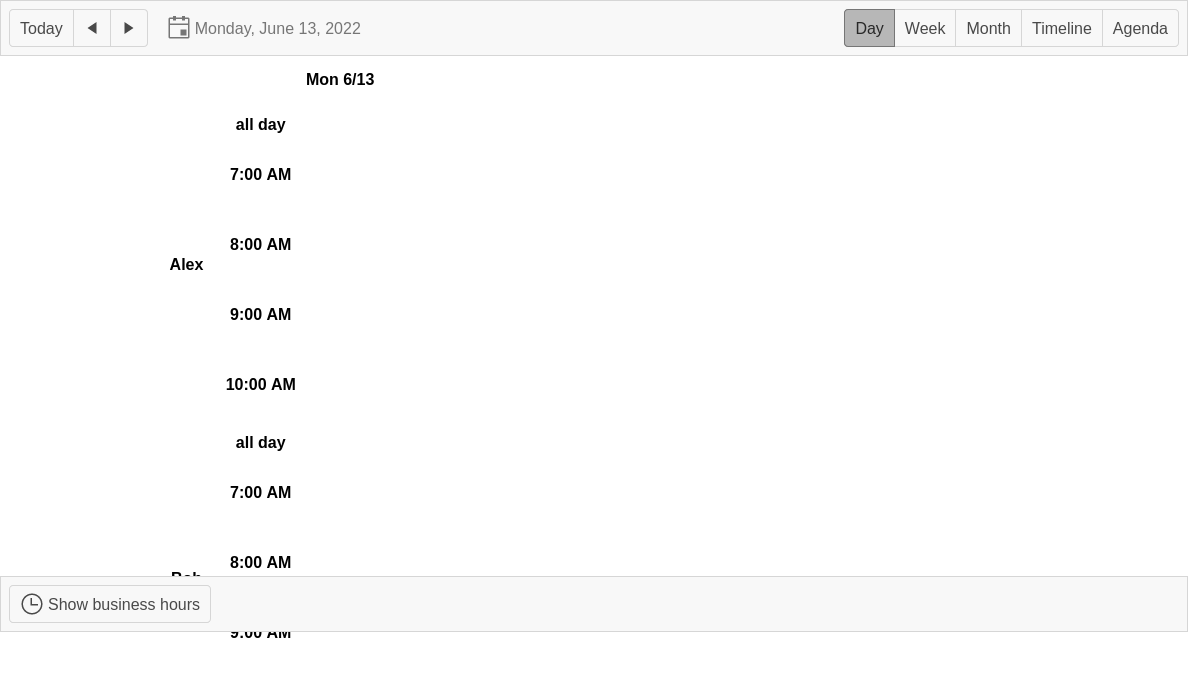 Today
Monday, June 13, 2022
Day
Week
Month
Timeline
Agenda
Mon 6/13
all day
7:00 AM
8:00 AM
Alex
9:00 AM
10:00 AM
all day
7:00 AM
8:00 AM
Bob
Show business hours
9:00 AM